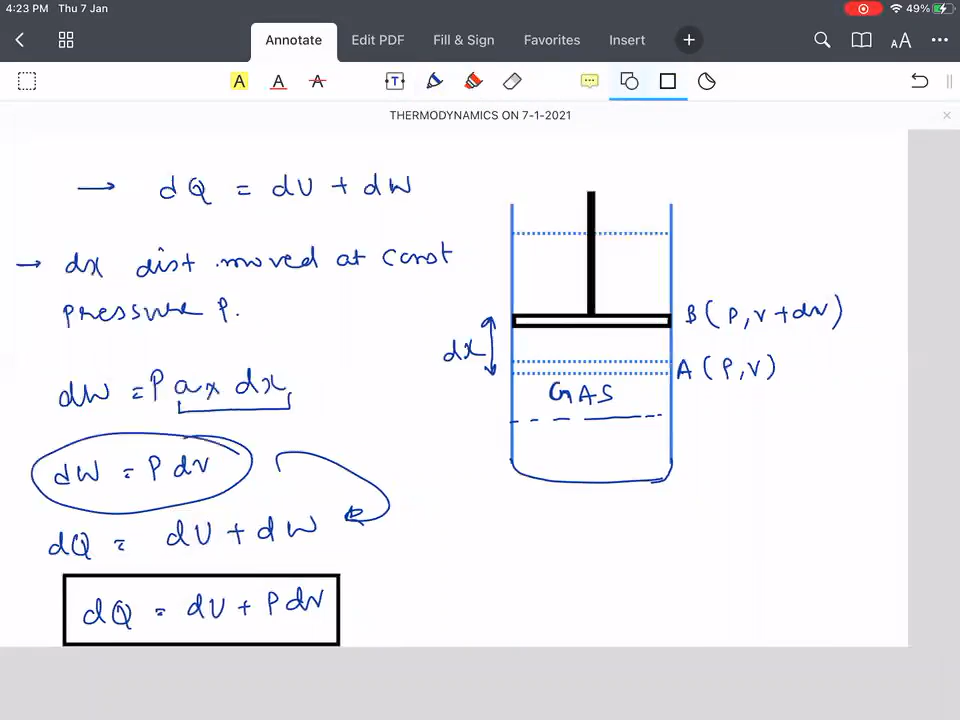 4:23 PM Thu 7 Jan
49%
Annotate Edit PDF Fill & Sign Favorites Insert
AA
A A A T
THERMODYNAMICS ON 7-1-2021
→ dQ = dU + dW
→ dx dist moved at const
pressure P.
dW = P a x dx
dW = P dv
dQ = dU + dW
dQ = dU + P dv
B (P, v + dv)
dx
A (P, v)
GAS